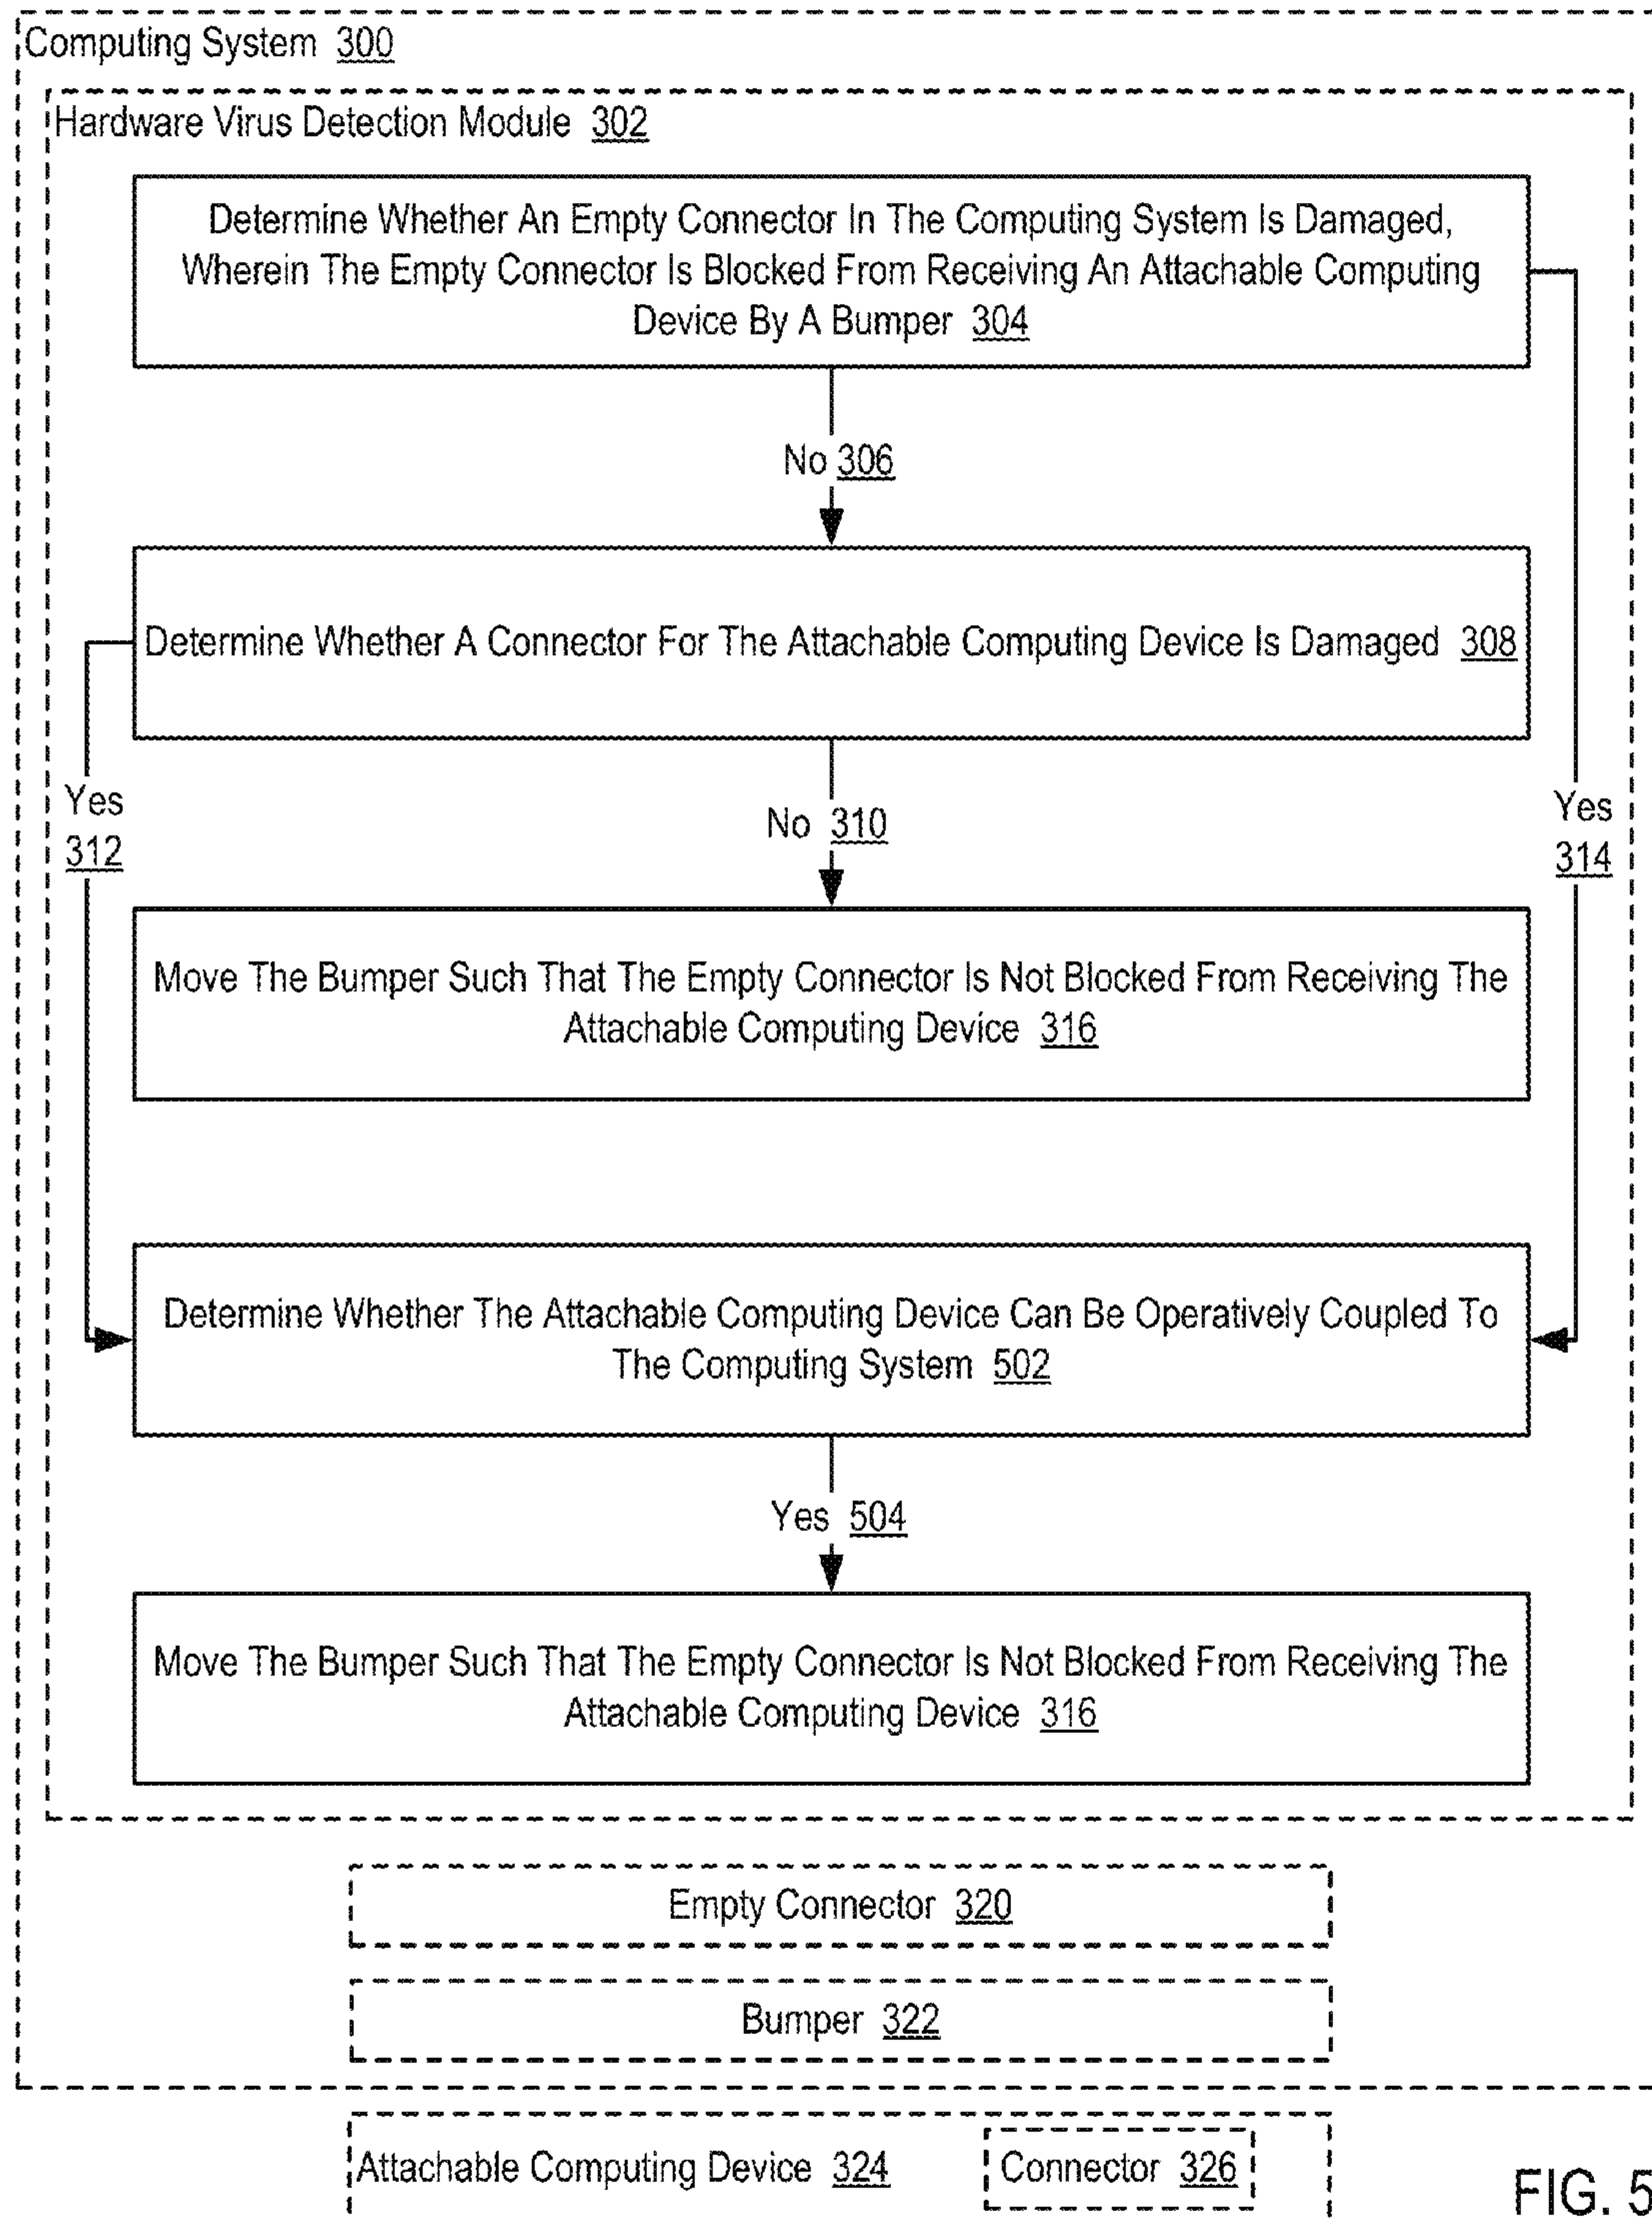 Computing System 300
Hardware Virus Detection Module 302
Determine Whether An Empty Connector In The Computing System Is Damaged,
Wherein The Empty Connector Is Blocked From Receiving An Attachable Computing
Device By A Bumper 304
No 306
Determine Whether A Connector For The Attachable Computing Device Is Damaged 308
Yes
312
No 310
Yes
314
Move The Bumper Such That The Empty Connector Is Not Blocked From Receiving The
Attachable Computing Device 316
Determine Whether The Attachable Computing Device Can Be Operatively Coupled To
The Computing System 502
Yes 504
Move The Bumper Such That The Empty Connector Is Not Blocked From Receiving The
Attachable Computing Device 316
Empty Connector 320
Bumper 322
Attachable Computing Device 324
Connector 326
FIG. 5